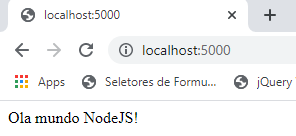 localhost:5000
localhost:5000
Apps Seletores de Formu... jQuery
Ola mundo NodeJS!